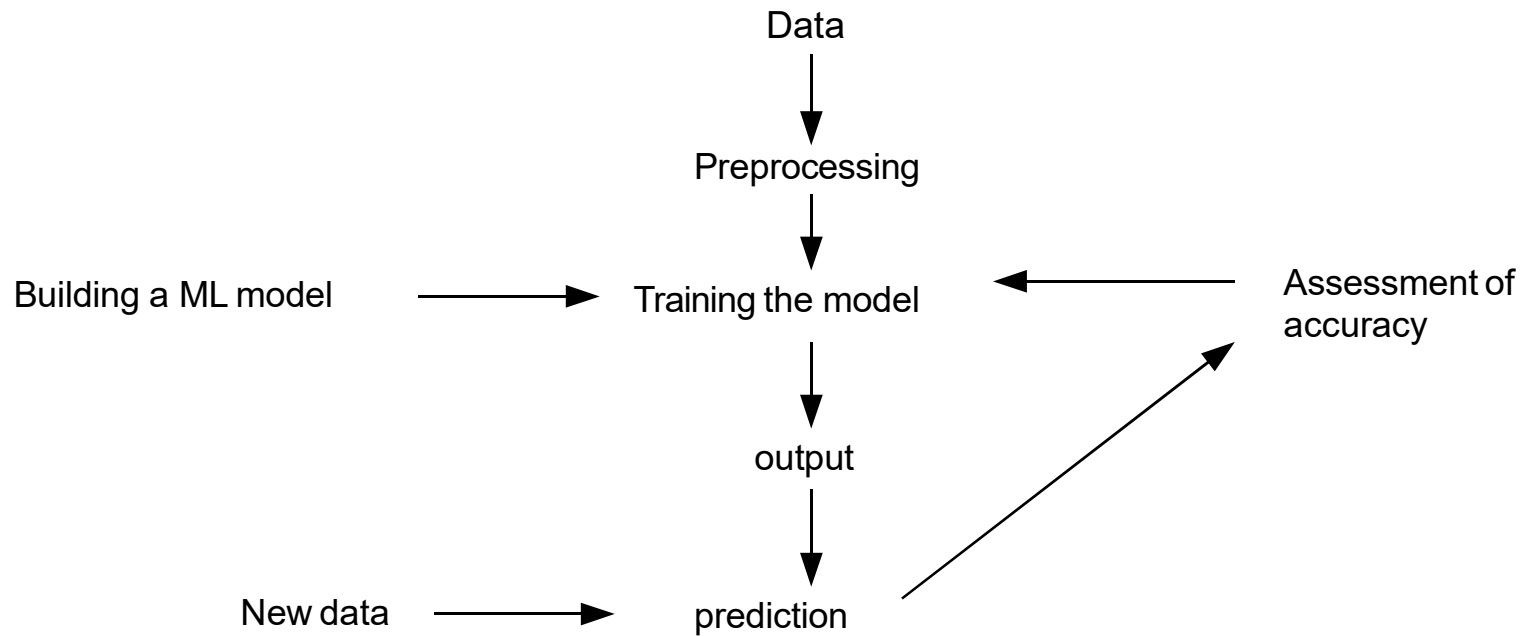 Data
Preprocessing
Building a ML model
Training the model
Assessment of
accuracy
output
New data
prediction